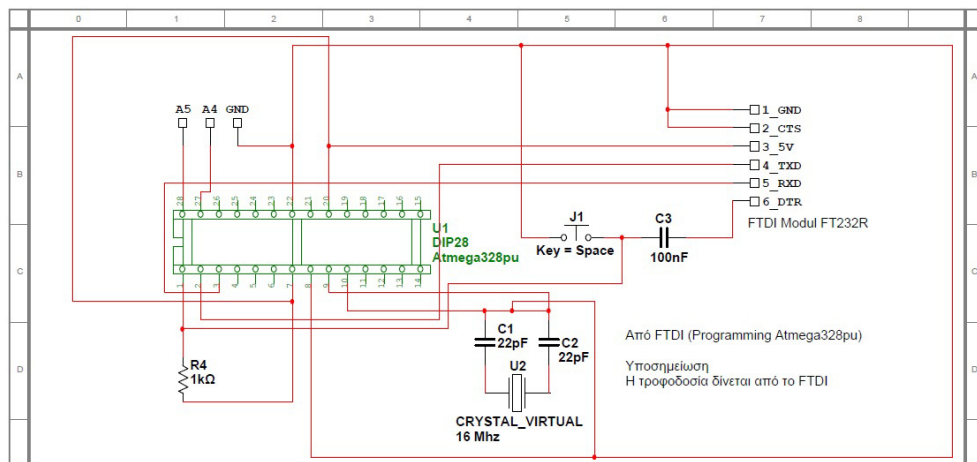 0 1 2 3 4 5 6 7 8
A A
A5 A4 GND
1_GND
2_CTS
3_5V
B B
4_TXD
5_RXD
6_DTR
FTDI Modul FT232R
28 27 26 25 24 23 22 21 20 19 18 17 16 15
U1
DIP28
Atmega328pu
J1
Key = Space
C3
100nF
C C
1 2 3 4 5 6 7 8 9 10 11 12 13 14
C1
22pF
C2
22pF
Από FTDI (Programming Atmega328pu)
D D
R4
1kΩ
U2
Υποσημείωση
Η τροφοδοσία δίνεται από το FTDI
CRYSTAL_VIRTUAL
16 Mhz